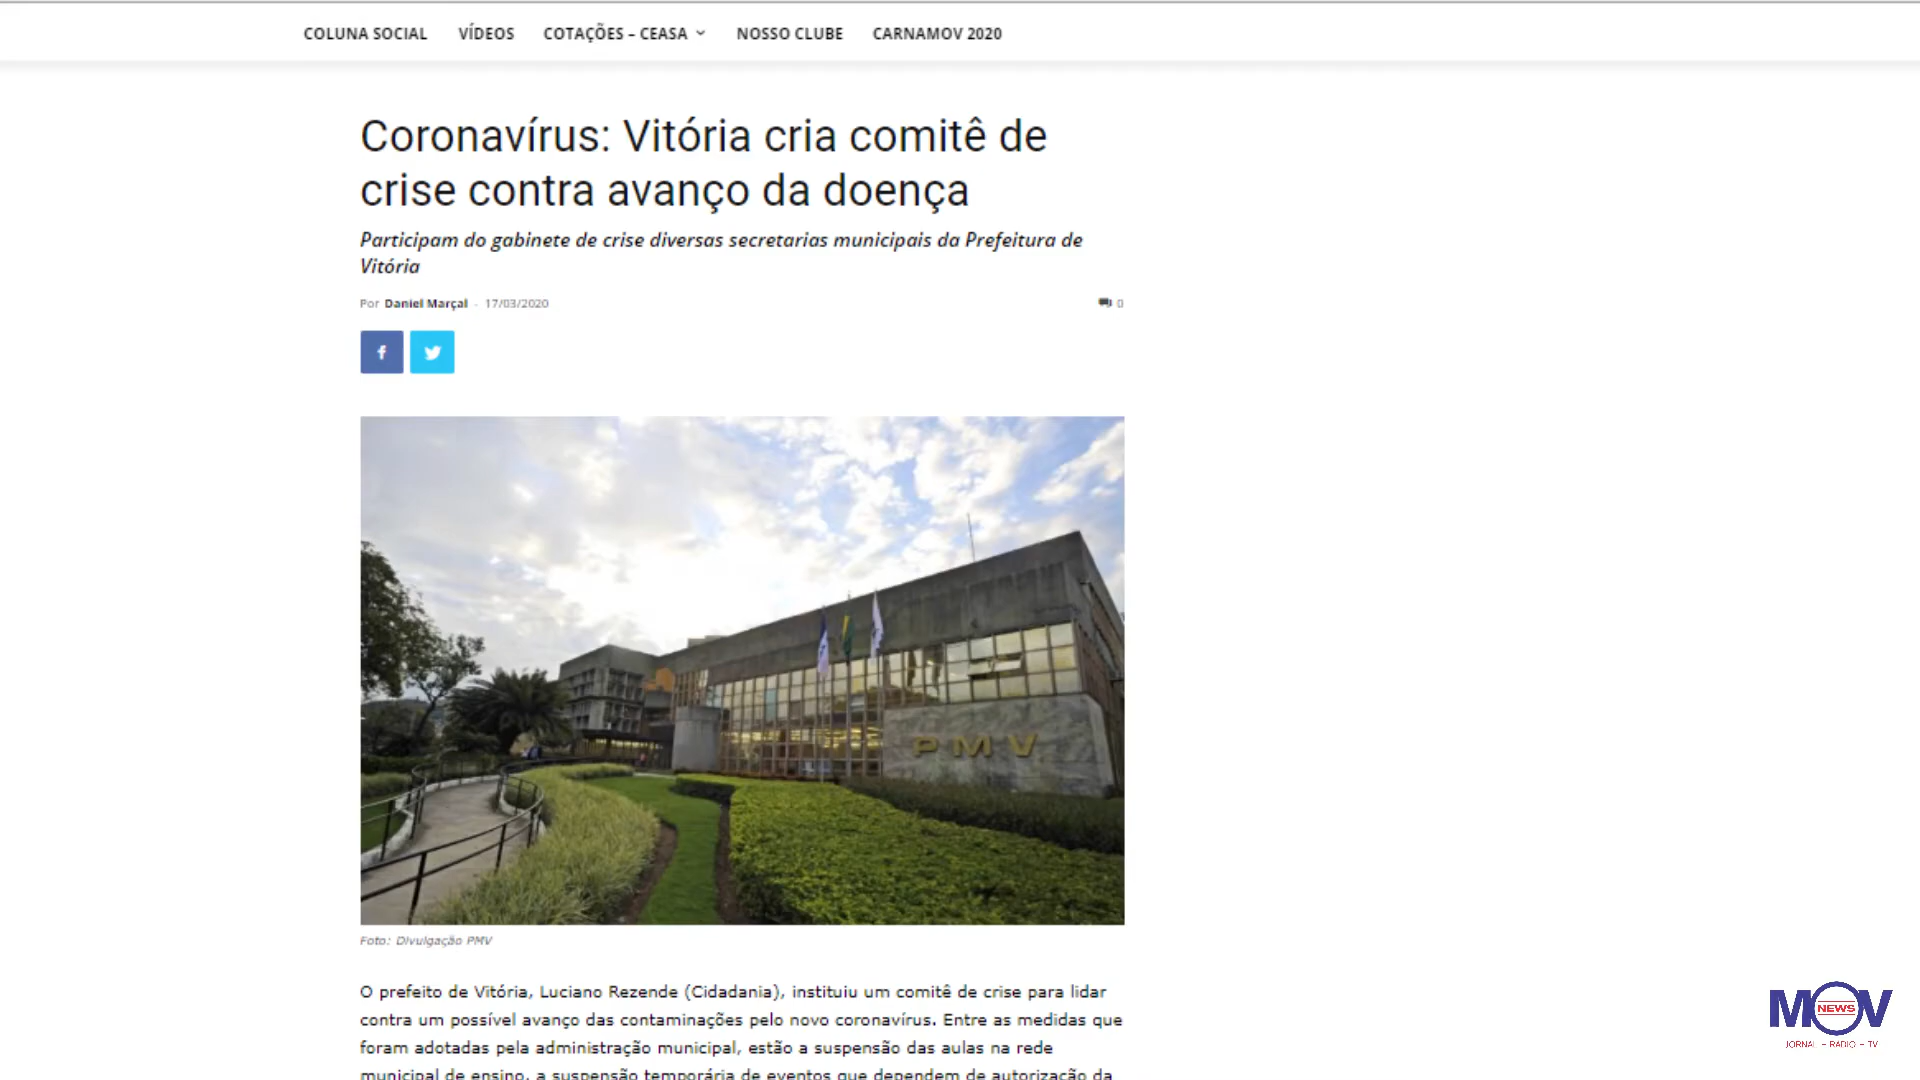 COLUNA SOCIAL VÍDEOS COTAÇÕES – CEASA NOSSO CLUBE CARNAMOV 2020
Coronavírus: Vitória cria comitê de
crise contra avanço da doença
Participam do gabinete de crise diversas secretarias municipais da Prefeitura de
Vitória
Por Daniel Marçal - 17/03/2020 0
PMV
Foto: Divulgação PMV
O prefeito de Vitória, Luciano Rezende (Cidadania), instituiu um comitê de crise para lidar
contra um possível avanço das contaminações pelo novo coronavírus. Entre as medidas que
foram adotadas pela administração municipal, estão a suspensão das aulas na rede
municipal de ensino, a suspensão temporária de eventos que dependem de autorização da
MOV
NEWS
JORNAL - RADIO - TV